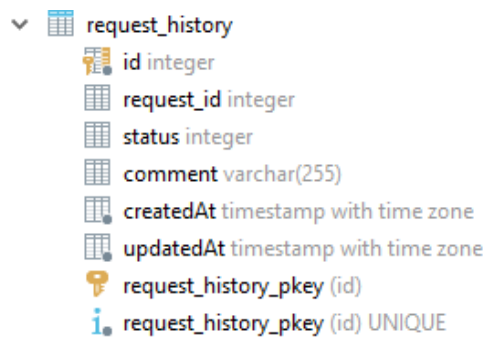 request_history
id integer
request_id integer
status integer
comment varchar(255)
createdAt timestamp with time zone
updatedAt timestamp with time zone
request_history_pkey (id)
request_history_pkey (id) UNIQUE